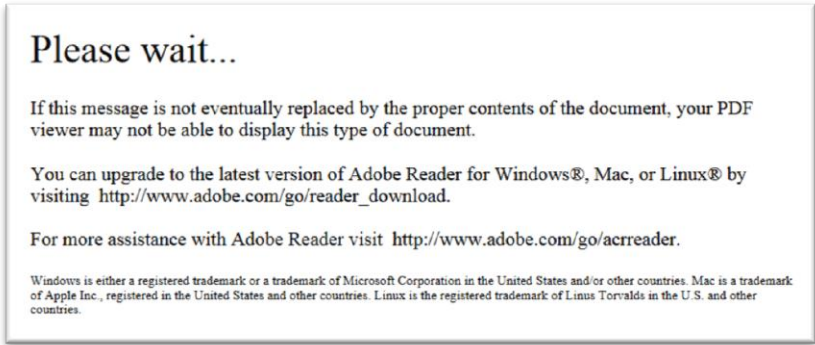 Please wait...
If this message is not eventually replaced by the proper contents of the document, your PDF
viewer may not be able to display this type of document.
You can upgrade to the latest version of Adobe Reader for Windows®, Mac, or Linux® by
visiting  http://www.adobe.com/go/reader_download.
For more assistance with Adobe Reader visit  http://www.adobe.com/go/acrreader.
Windows is either a registered trademark or a trademark of Microsoft Corporation in the United States and/or other countries. Mac is a trademark
of Apple Inc., registered in the United States and other countries. Linux is the registered trademark of Linus Torvalds in the U.S. and other
countries.